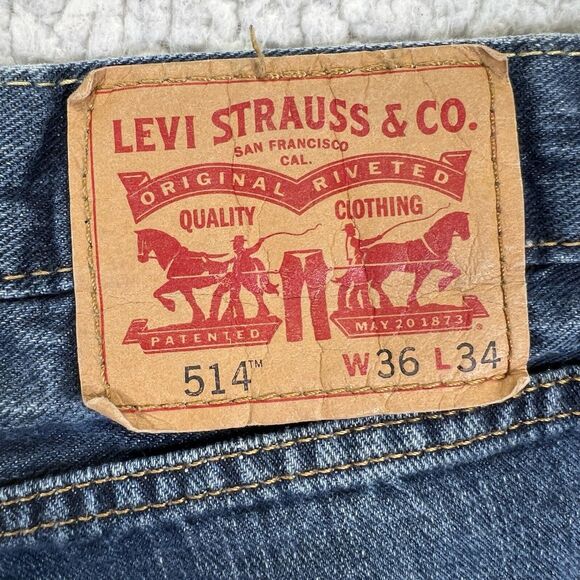 LEVI STRAUSS & CO.
SAN FRANCISCO
CAL.
ORIGINAL RIVETED
QUALITY CLOTHING
PATENTED MAY 20 1873 ®
514™ W36 L34